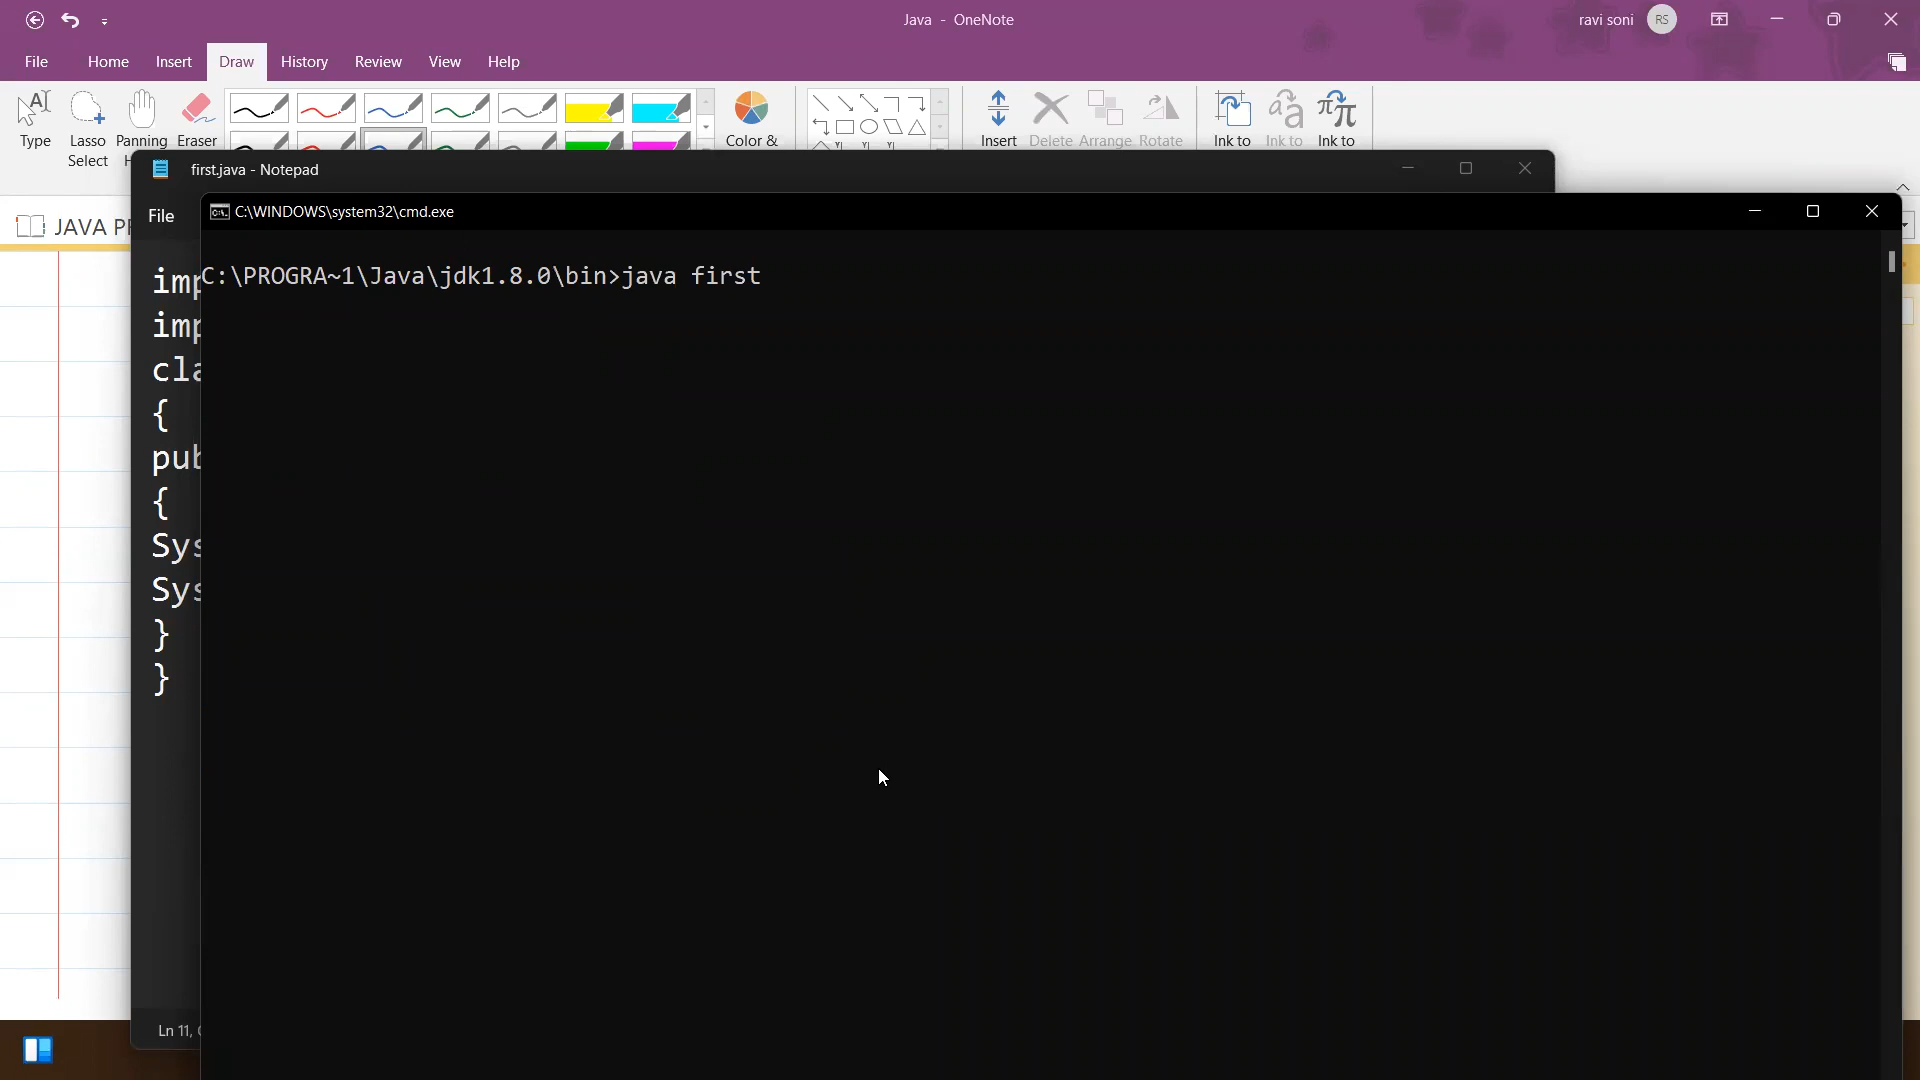 Java - OneNote
ravi soni
RS
File
Home
Insert
Draw
History
Review
View
Help
Type
Lasso
Select
Panning
Eraser
Color &
Insert
Delete
Arrange
Rotate
Ink to
Ink to
Ink to
first.java - Notepad
File
C:\WINDOWS\system32\cmd.exe
JAVA
C:\PROGRA~1\Java\jdk1.8.0\bin>java first
imp
imp
cla
{
pub
{
Sys
Sys
}
}
Ln 11,